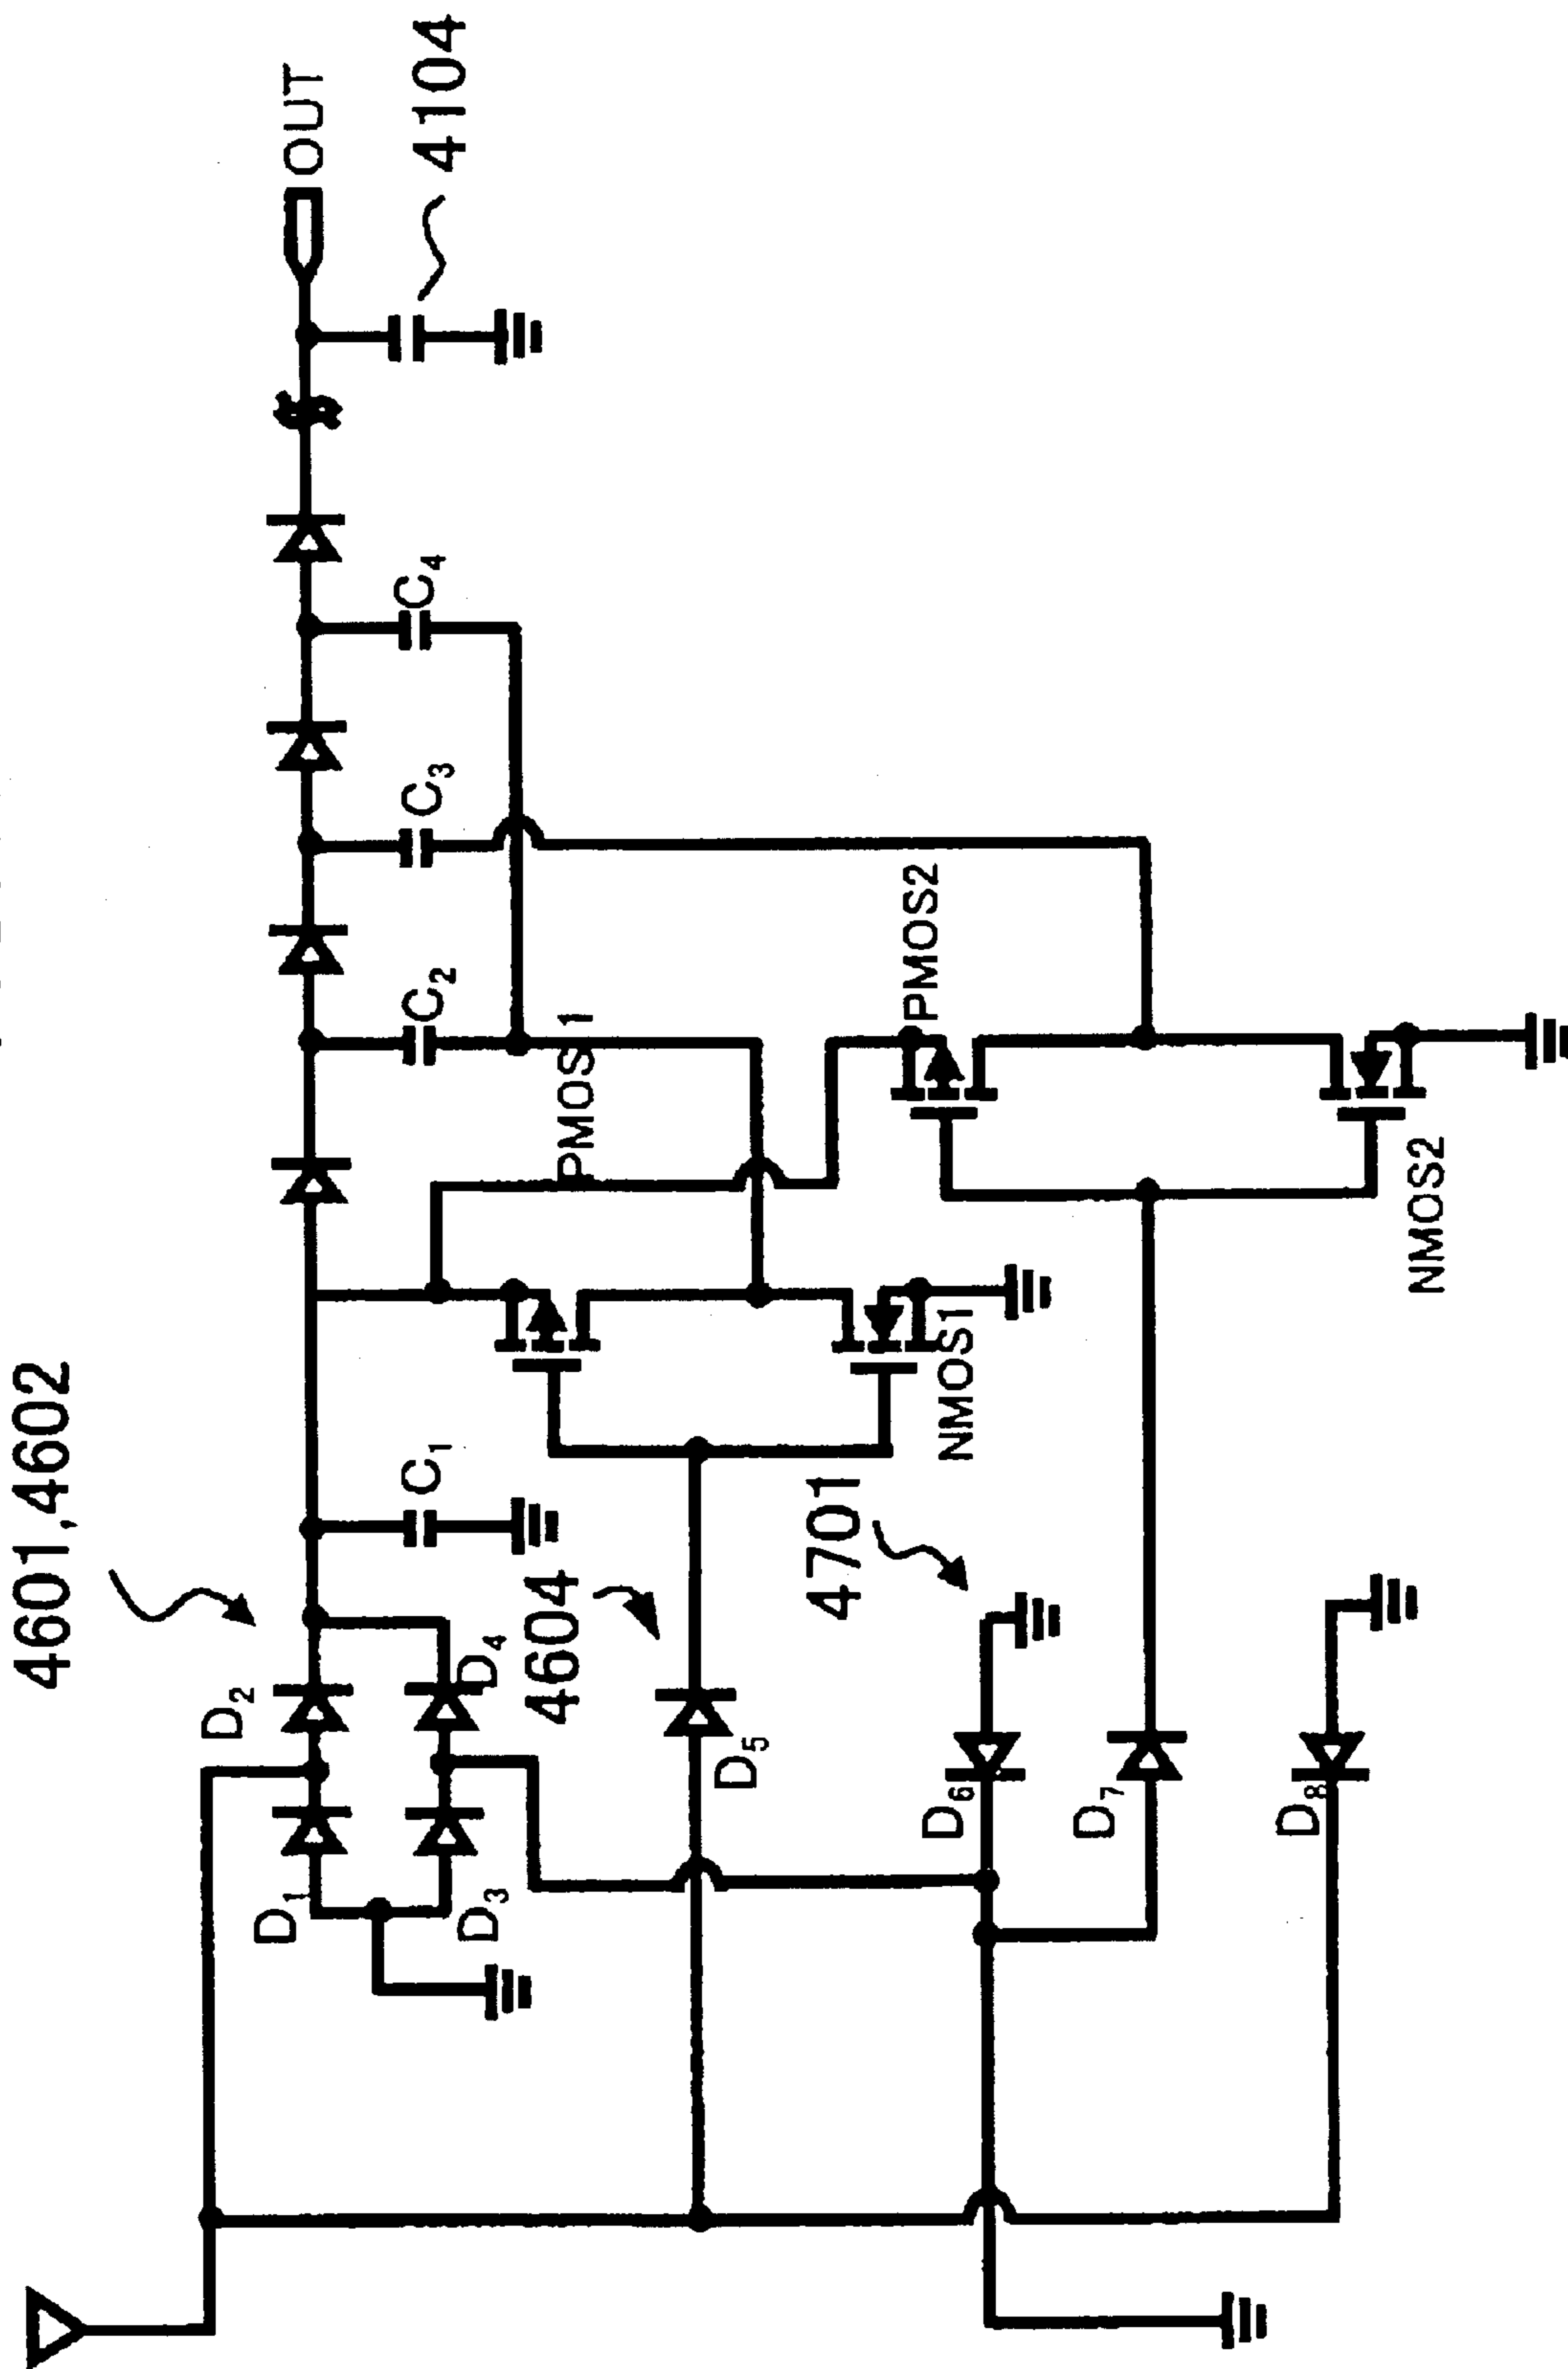 4601,4602
D₂
D₁
D₄
D₃
4604
C₁
D₅
PMOS1
NMOS1
4701
D₆
D₇
D₈
C₂
C₃
C₄
PMOS2
NMOS2
OUT
4104